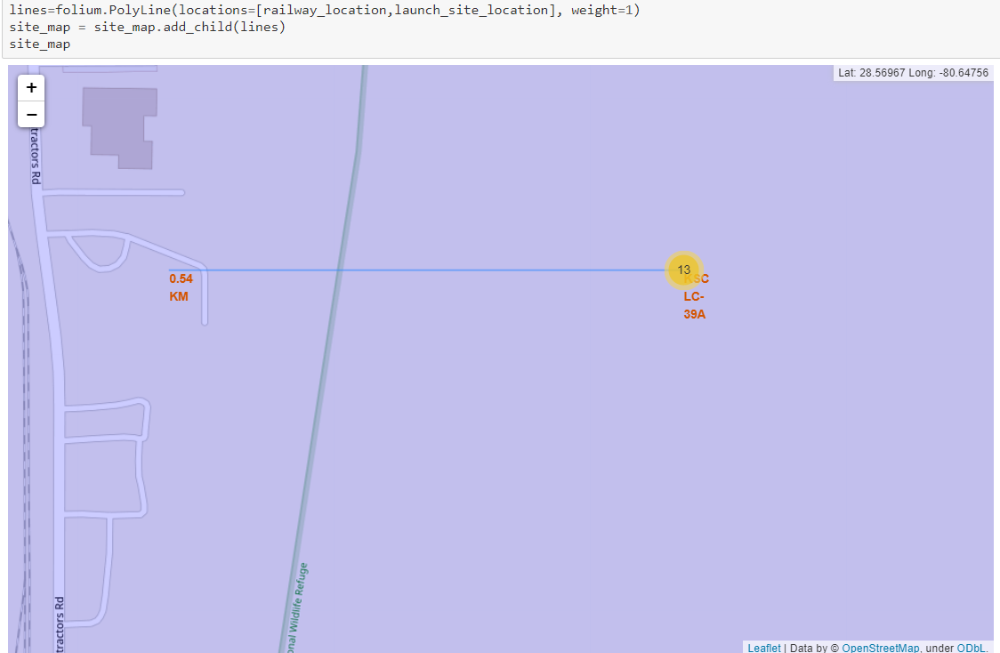 lines=folium.PolyLine(locations=[railway_location,launch_site_location], weight=1)
site_map = site_map.add_child(lines)
site_map
+
−
Lat: 28.56967 Long: -80.64756
tractors Rd
0.54
KM
13
KSC
LC-
39A
onal Wildlife Refuge
tractors Rd
Leaflet | Data by © OpenStreetMap, under ODbL.